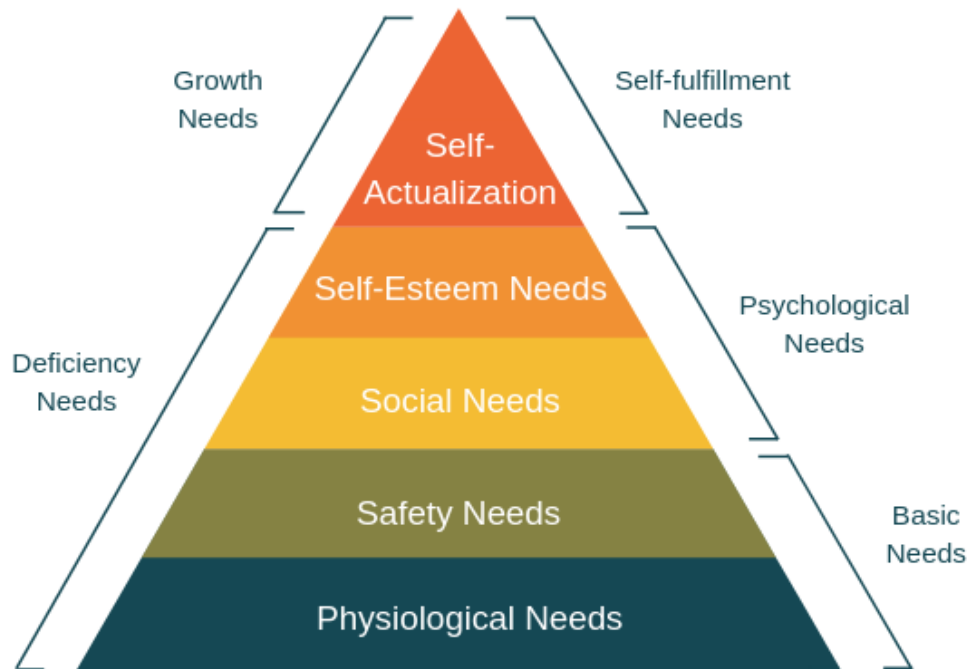 Growth
Needs
Self-fulfillment
Needs
Self-
Actualization
Self-Esteem Needs
Psychological
Needs
Deficiency
Needs
Social Needs
Safety Needs
Basic
Needs
Physiological Needs